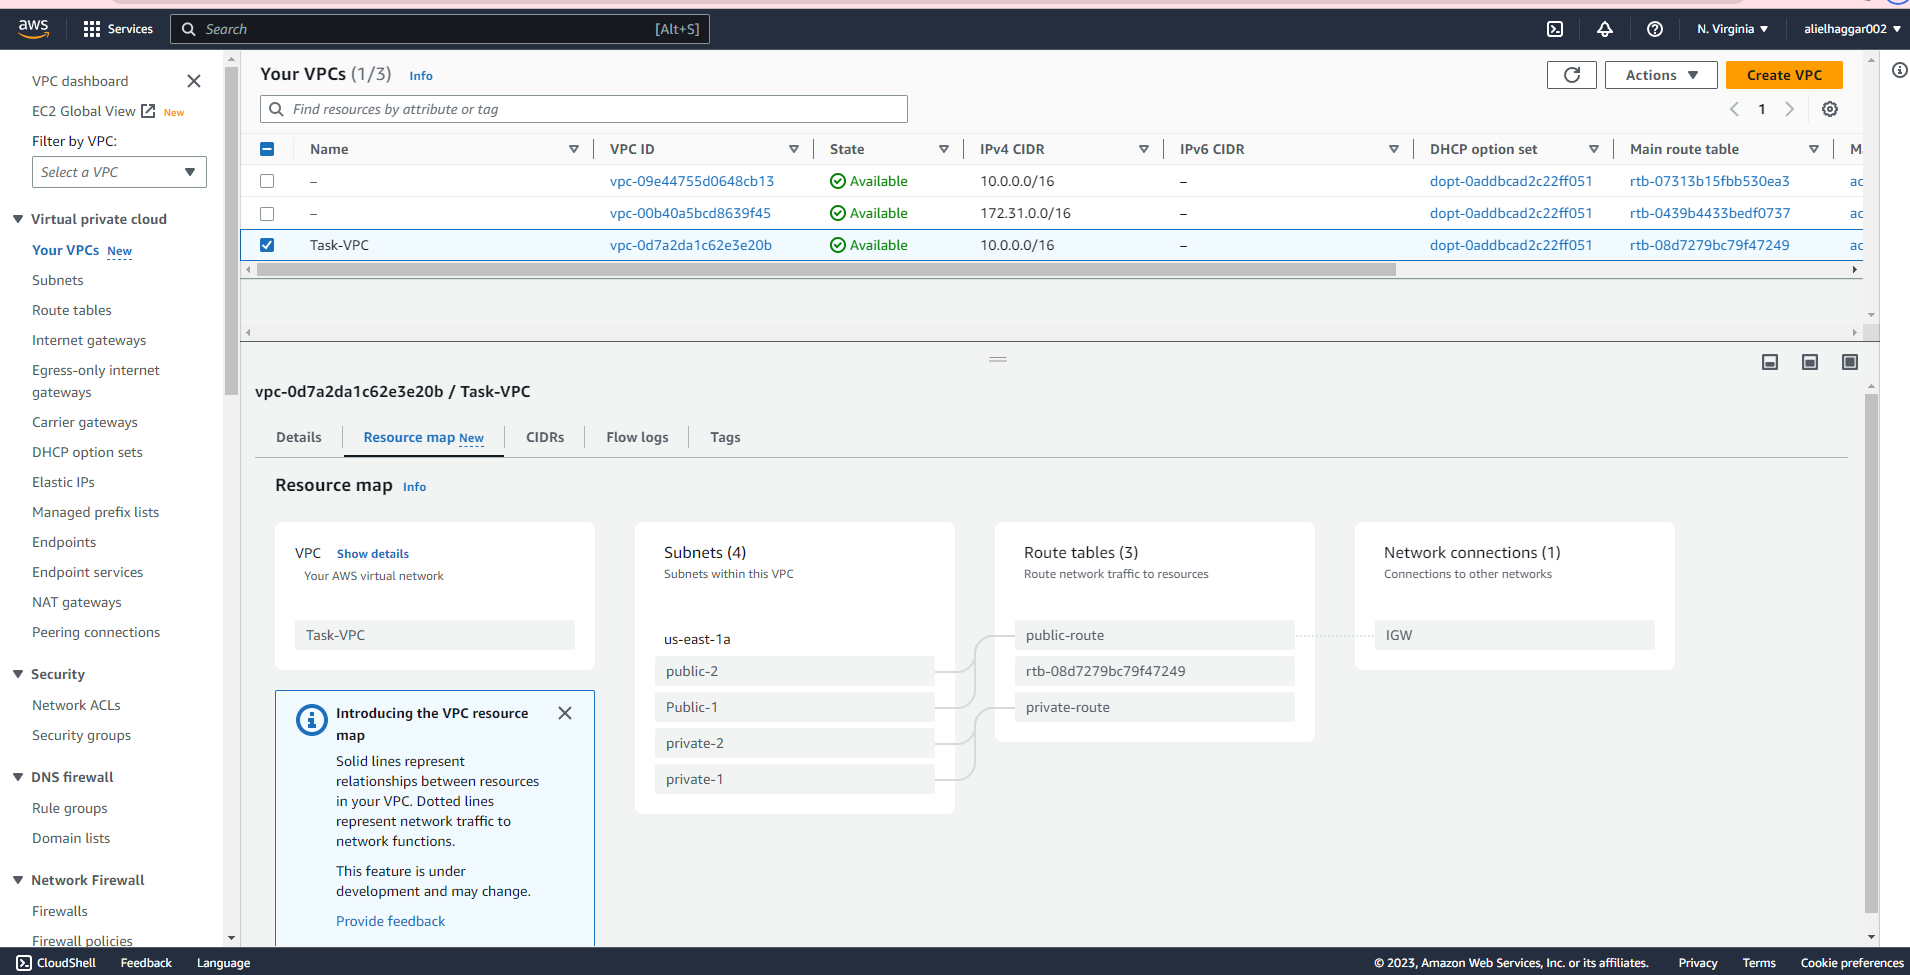 aws
Services
Search
[Alt+S]
N. Virginia
alielhaggar002
VPC dashboard
EC2 Global View
New
Filter by VPC:
Select a VPC
Virtual private cloud
Your VPCs New
Subnets
Route tables
Internet gateways
Egress-only internet
gateways
Carrier gateways
DHCP option sets
Elastic IPs
Managed prefix lists
Endpoints
Endpoint services
NAT gateways
Peering connections
Security
Network ACLs
Security groups
DNS firewall
Rule groups
Domain lists
Network Firewall
Firewalls
Firewall policies
Your VPCs (1/3) Info
Actions
Create VPC
Find resources by attribute or tag
1
Name VPC ID State IPv4 CIDR IPv6 CIDR DHCP option set Main route table M
– vpc-09e44755d0648cb13 Available 10.0.0.0/16 – dopt-0addbcad2c22ff051 rtb-07313b15fbb530ea3 ac
– vpc-00b40a5bcd8639f45 Available 172.31.0.0/16 – dopt-0addbcad2c22ff051 rtb-0439b4433bedf0737 ac
Task-VPC vpc-0d7a2da1c62e3e20b Available 10.0.0.0/16 – dopt-0addbcad2c22ff051 rtb-08d7279bc79f47249 ac
vpc-0d7a2da1c62e3e20b / Task-VPC
Details Resource map New CIDRs Flow logs Tags
Resource map Info
VPC Show details
Your AWS virtual network
Task-VPC
Introducing the VPC resource
map
Solid lines represent
relationships between resources
in your VPC. Dotted lines
represent network traffic to
network functions.
This feature is under
development and may change.
Provide feedback
Subnets (4)
Subnets within this VPC
us-east-1a
public-2
Public-1
private-2
private-1
Route tables (3)
Route network traffic to resources
public-route
rtb-08d7279bc79f47249
private-route
Network connections (1)
Connections to other networks
IGW
CloudShell
Feedback
Language
© 2023, Amazon Web Services, Inc. or its affiliates.
Privacy
Terms
Cookie preferences